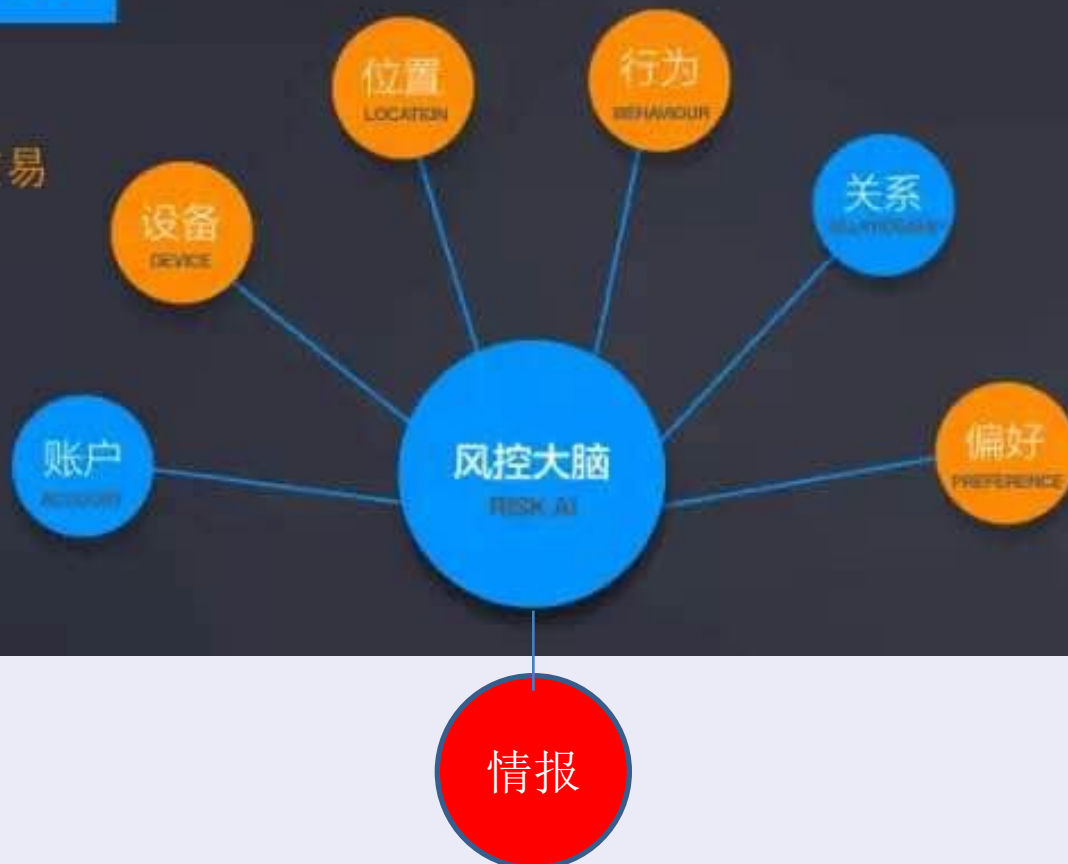 位置
LOCATION
行为
BEHAVIOUR
易
设备
DEVICE
关系
账户
ACCOUNT
风控大脑
RISK AI
偏好
PREFERENCE
情报